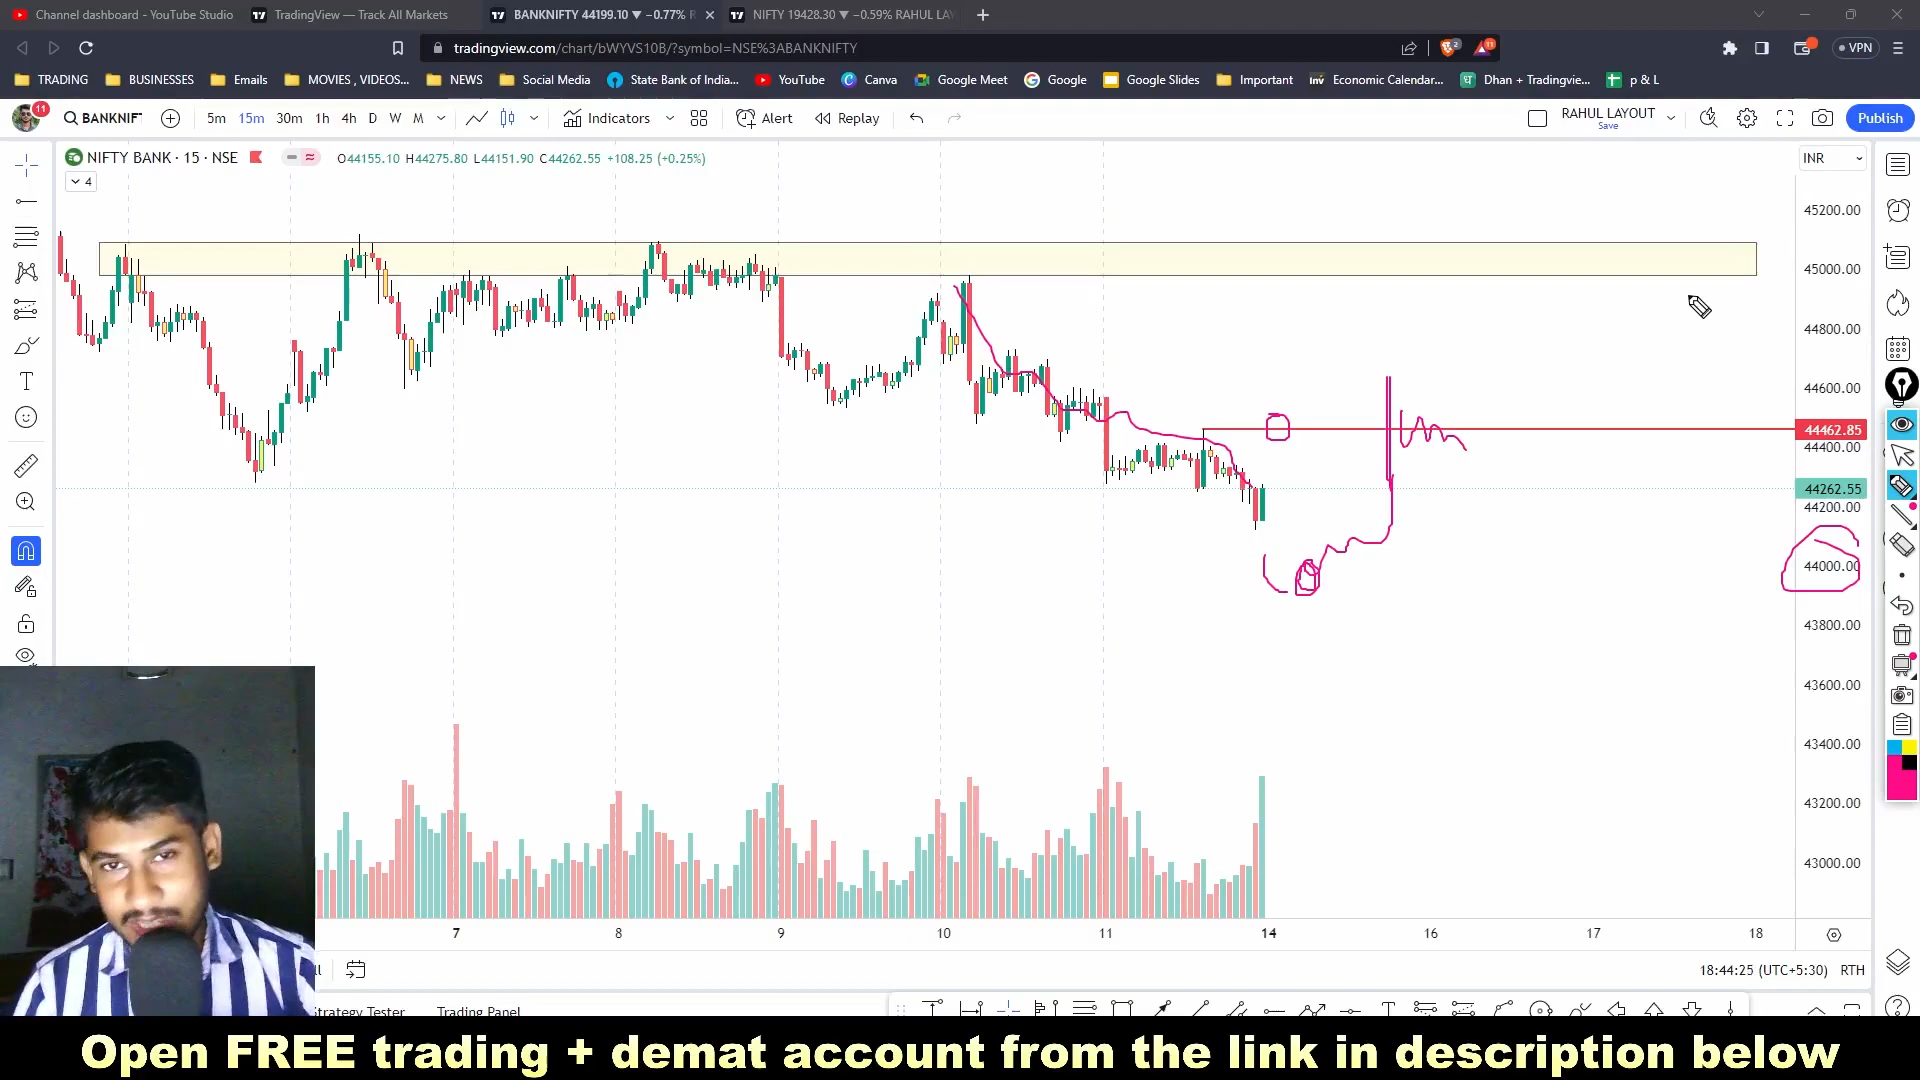 Channel dashboard - YouTube Studio
TradingView — Track All Markets
BANKNIFTY 44199.10 ▼ −0.77% R
NIFTY 19428.30 ▼ −0.59% RAHUL LAY
tradingview.com/chart/bWYVS10B/?symbol=NSE%3ABANKNIFTY
2
11
VPN
TRADING
BUSINESSES
Emails
MOVIES , VIDEOS...
NEWS
Social Media
State Bank of India...
YouTube
Canva
Google Meet
Google
Google Slides
Important
Inv Economic Calendar...
Dhan + Tradingvie...
p & L
11
BANKNIFT
5m 15m 30m 1h 4h D W M
Indicators
Alert
Replay
RAHUL LAYOUT
Save
Publish
NIFTY BANK · 15 · NSE
O44155.10 H44275.80 L44151.90 C44262.55 +108.25 (+0.25%)
4
INR
45200.00
45000.00
44800.00
44600.00
44462.85
44400.00
44262.55
44200.00
44000.00
43800.00
43600.00
43400.00
43200.00
43000.00
7 8 9 10 11 14 16 17 18
18:44:25 (UTC+5:30) RTH
Strategy Tester
Trading Panel
Open FREE trading + demat account from the link in description below